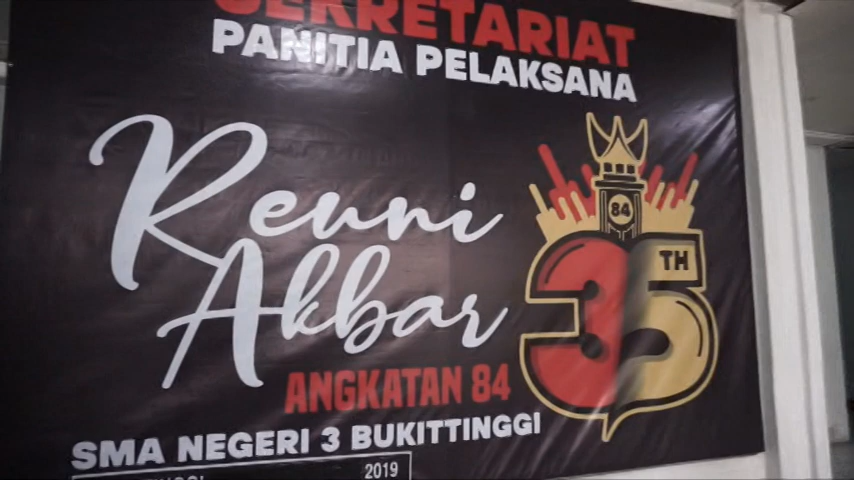 SEKRETARIAT
PANITIA PELAKSANA
Reuni
Akbar
ANGKATAN 84
SMA NEGERI 3 BUKITTINGGI
2019
84
35 TH